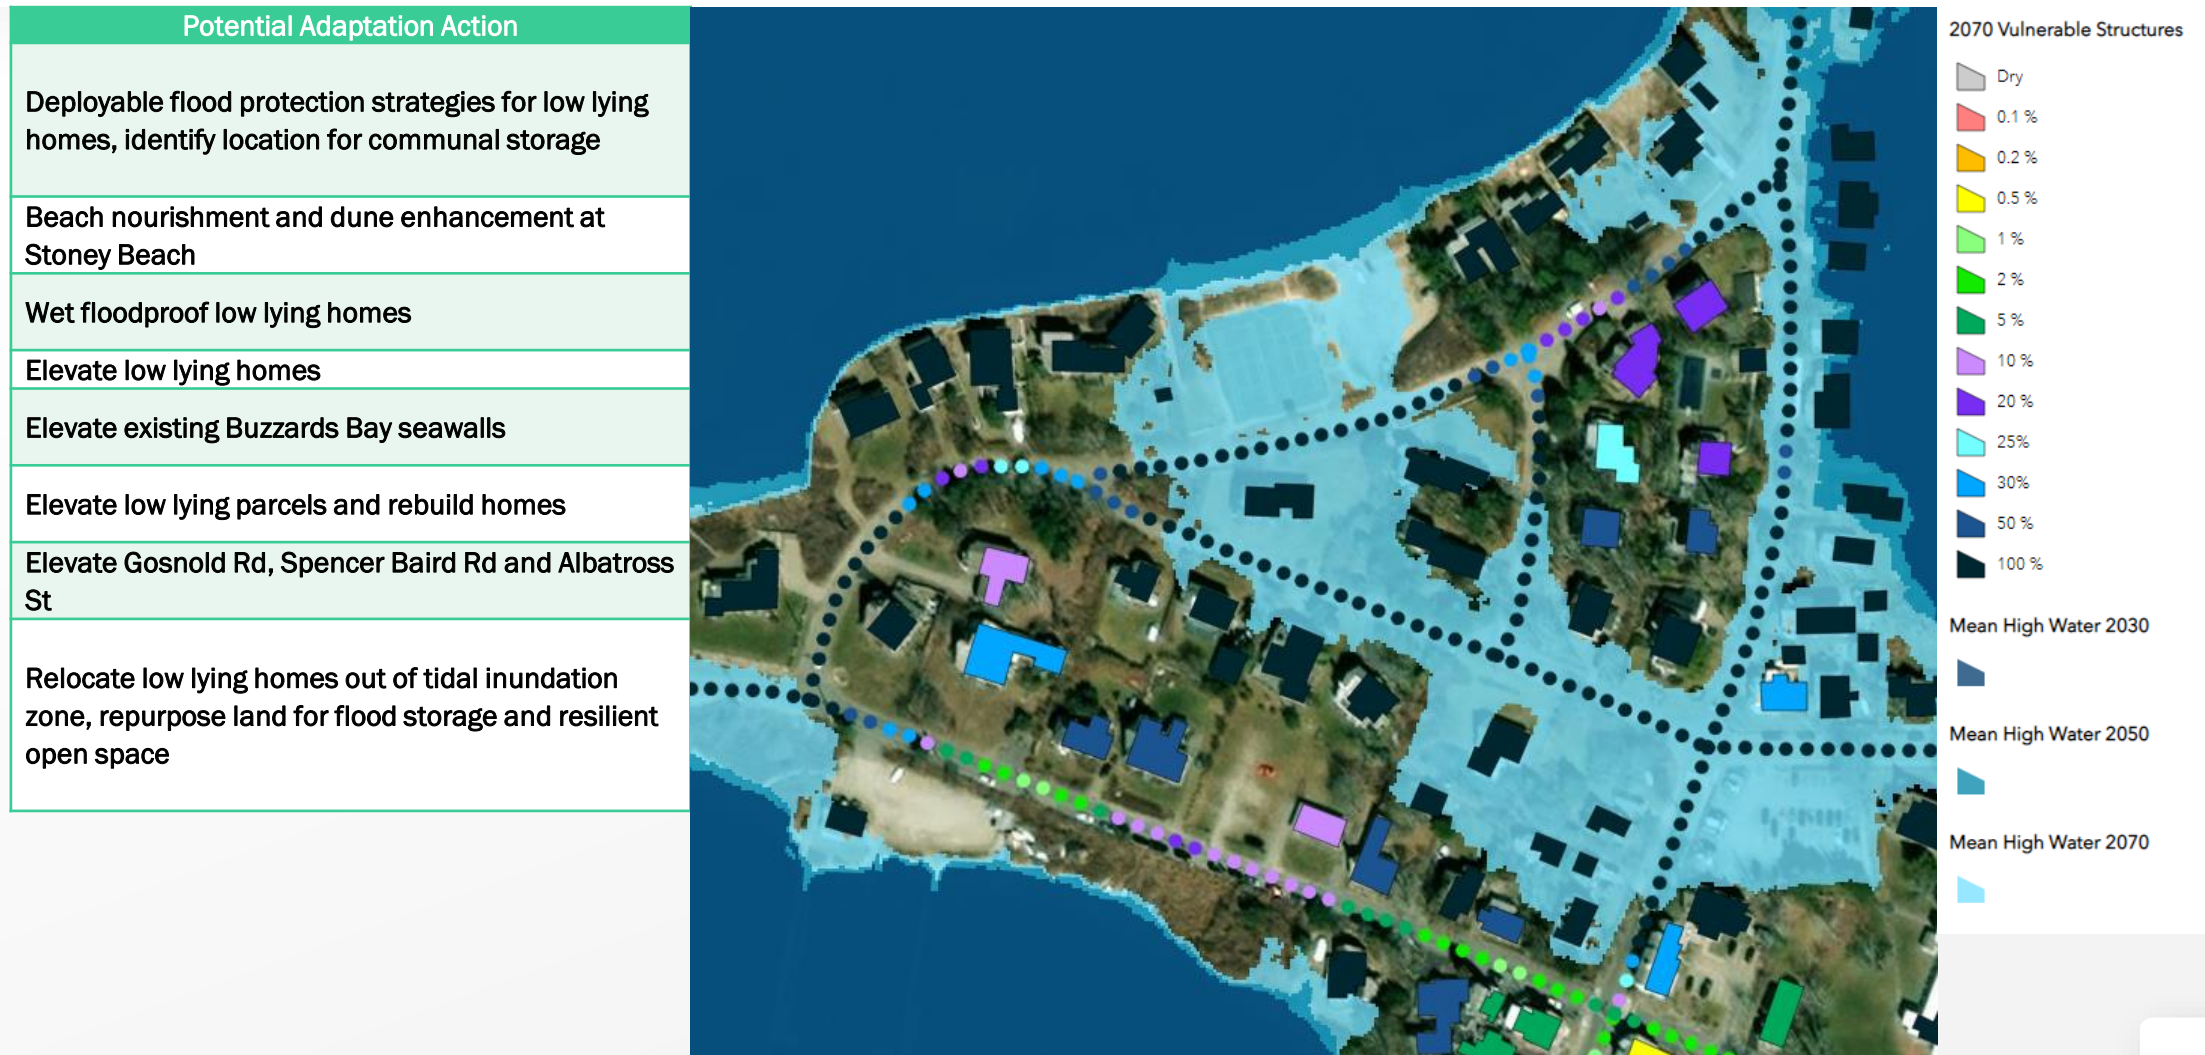 Potential Adaptation Action
Deployable flood protection strategies for low lying
homes, identify location for communal storage
Beach nourishment and dune enhancement at
Stoney Beach
Wet floodproof low lying homes
Elevate low lying homes
Elevate existing Buzzards Bay seawalls
Elevate low lying parcels and rebuild homes
Elevate Gosnold Rd, Spencer Baird Rd and Albatross
St
Relocate low lying homes out of tidal inundation
zone, repurpose land for flood storage and resilient
open space
2070 Vulnerable Structures
Dry
0.1 %
0.2 %
0.5 %
1 %
2 %
5 %
10 %
20 %
25%
30%
50 %
100 %
Mean High Water 2030
Mean High Water 2050
Mean High Water 2070